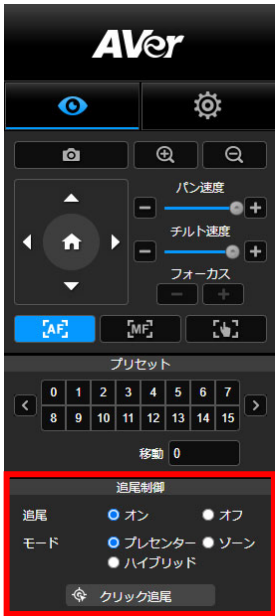 AVer
パン速度
チルト速度
フォーカス
AF
MF
プリセット
0 1 2 3 4 5 6 7
8 9 10 11 12 13 14 15
移動 0
追尾制御
追尾 オン オフ
モード プレセンター ゾーン
ハイブリッド
クリック追尾